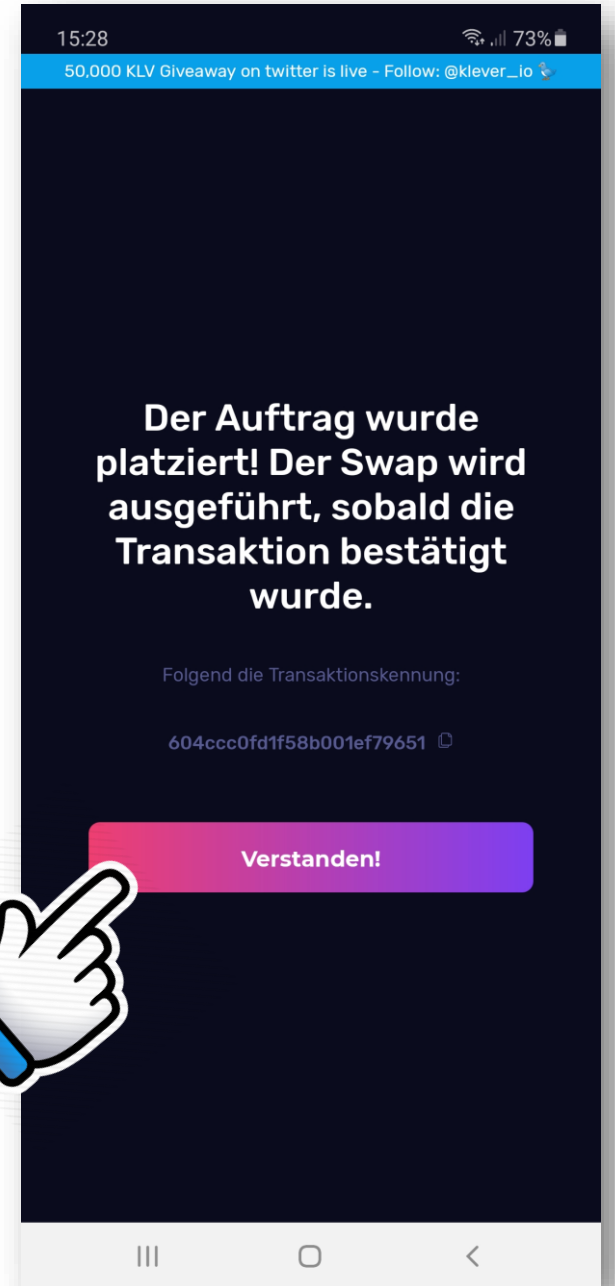 15:28 73%
50,000 KLV Giveaway on twitter is live - Follow: @klever_io
Der Auftrag wurde
platziert! Der Swap wird
ausgeführt, sobald die
Transaktion bestätigt
wurde.
Folgend die Transaktionskennung:
604ccc0fd1f58b001ef79651
Verstanden!